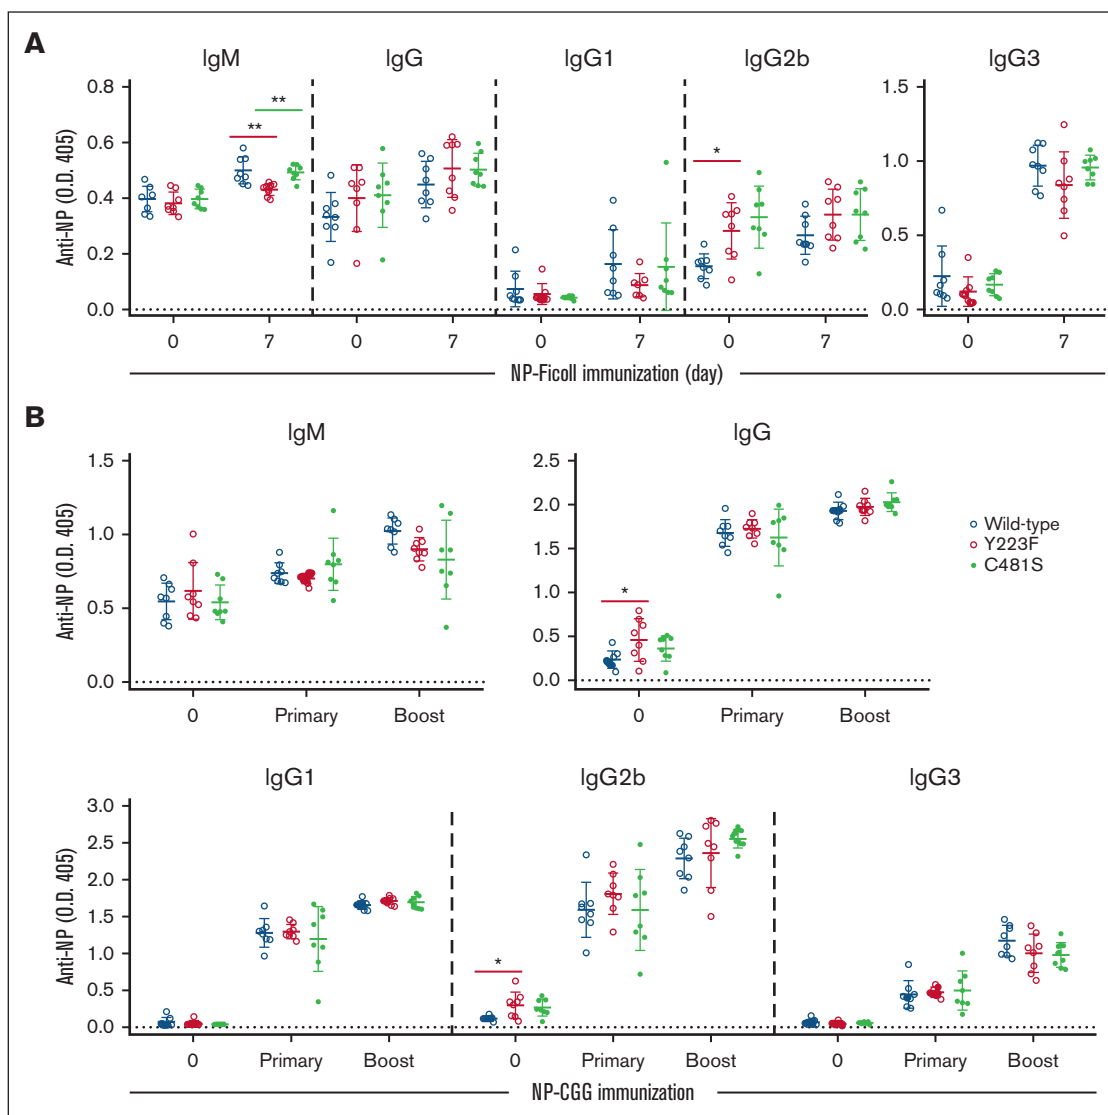 A
IgM IgG IgG1 IgG2b IgG3
Anti-NP (O.D. 405)
0.8
0.6
0.4
0.2
0.0
1.5
1.0
0.5
0.0
** ** *
0 7 0 7 0 7 0 7 0 7
NP-Ficoll immunization (day)
B
IgM IgG
Anti-NP (O.D. 405)
1.5
1.0
0.5
0.0
0 Primary Boost
Anti-NP (O.D. 405)
2.5
2.0
1.5
1.0
0.5
0.0
*
0 Primary Boost
Wild-type
Y223F
C481S
IgG1 IgG2b IgG3
Anti-NP (O.D. 405)
3.0
2.5
2.0
1.5
1.0
0.5
0.0
*
0 Primary Boost 0 Primary Boost 0 Primary Boost
NP-CGG immunization